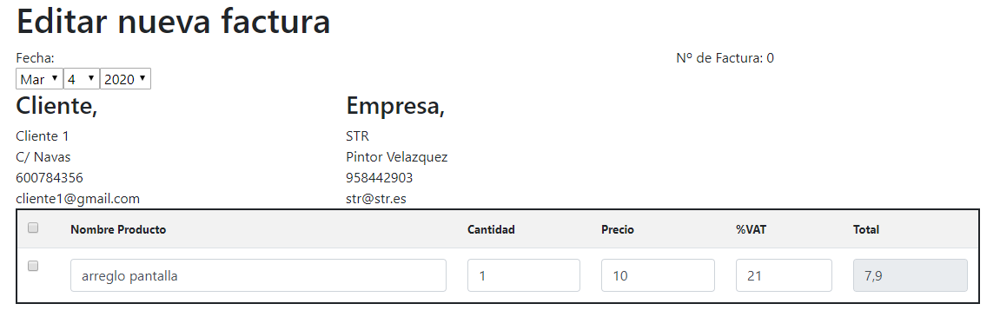 Editar nueva factura
Fecha: Nº de Factura: 0
Mar 4 2020
Cliente, Empresa,
Cliente 1 STR
C/ Navas Pintor Velazquez
600784356 958442903
cliente1@gmail.com str@str.es
Nombre Producto Cantidad Precio %VAT Total
arreglo pantalla 1 10 21 7,9